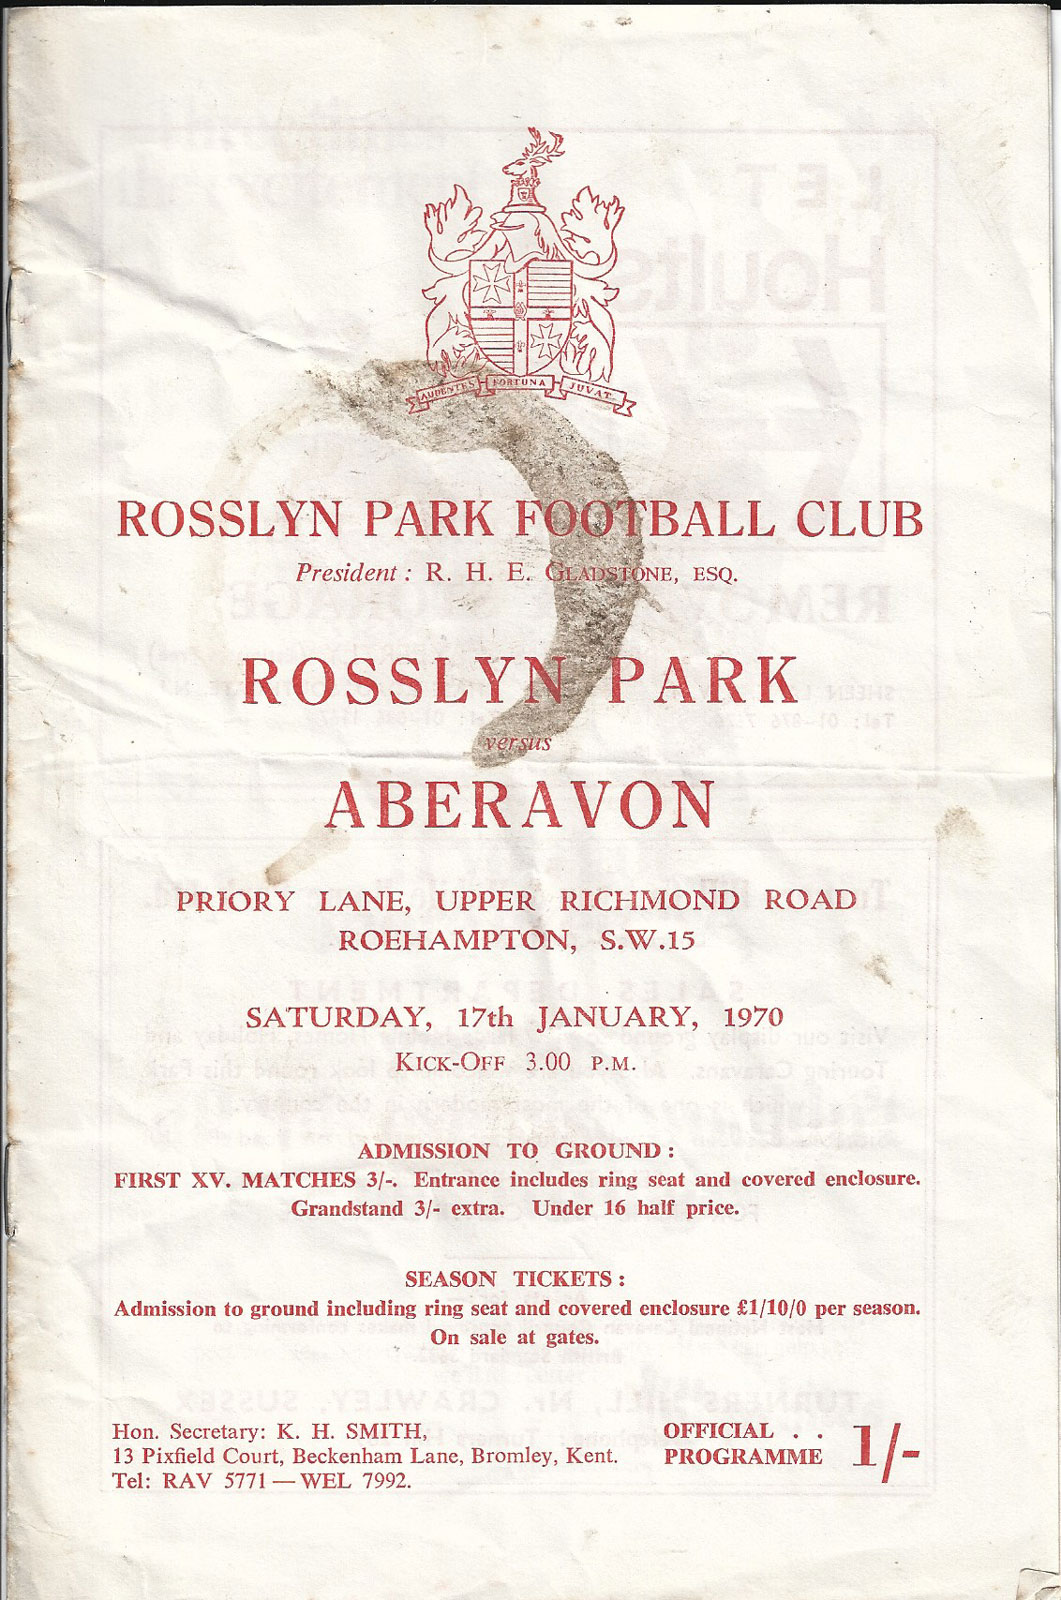 AUDENTES FORTUNA JUVAT
ROSSLYN PARK FOOTBALL CLUB
President : R. H. E. GLADSTONE, ESQ.
ROSSLYN PARK
versus
ABERAVON
PRIORY LANE, UPPER RICHMOND ROAD
ROEHAMPTON, S.W.15
SATURDAY, 17th JANUARY, 1970
KICK-OFF 3.00 P.M.
ADMISSION TO GROUND :
FIRST XV. MATCHES 3/-. Entrance includes ring seat and covered enclosure.
Grandstand 3/- extra. Under 16 half price.
SEASON TICKETS :
Admission to ground including ring seat and covered enclosure £1/10/0 per season.
On sale at gates.
Hon. Secretary: K. H. SMITH,
13 Pixfield Court, Beckenham Lane, Bromley, Kent.
Tel: RAV 5771 — WEL 7992.
OFFICIAL . .
PROGRAMME 1/-